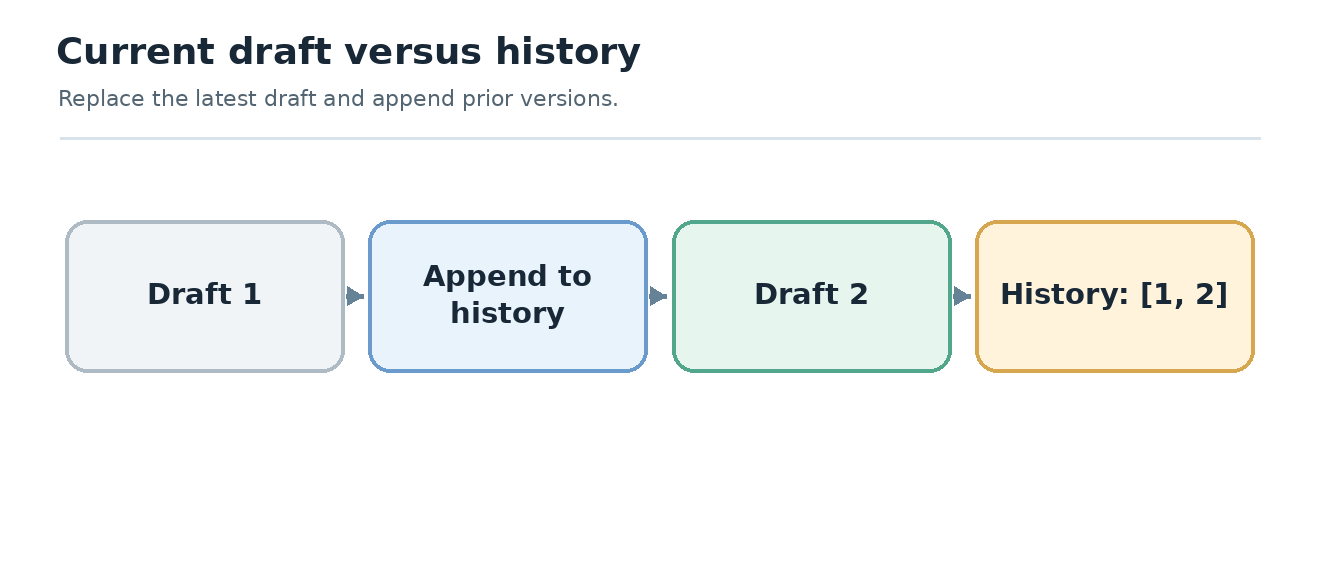 Current draft versus history
Replace the latest draft and append prior versions.
Draft 1
Append to
history
Draft 2
History: [1, 2]